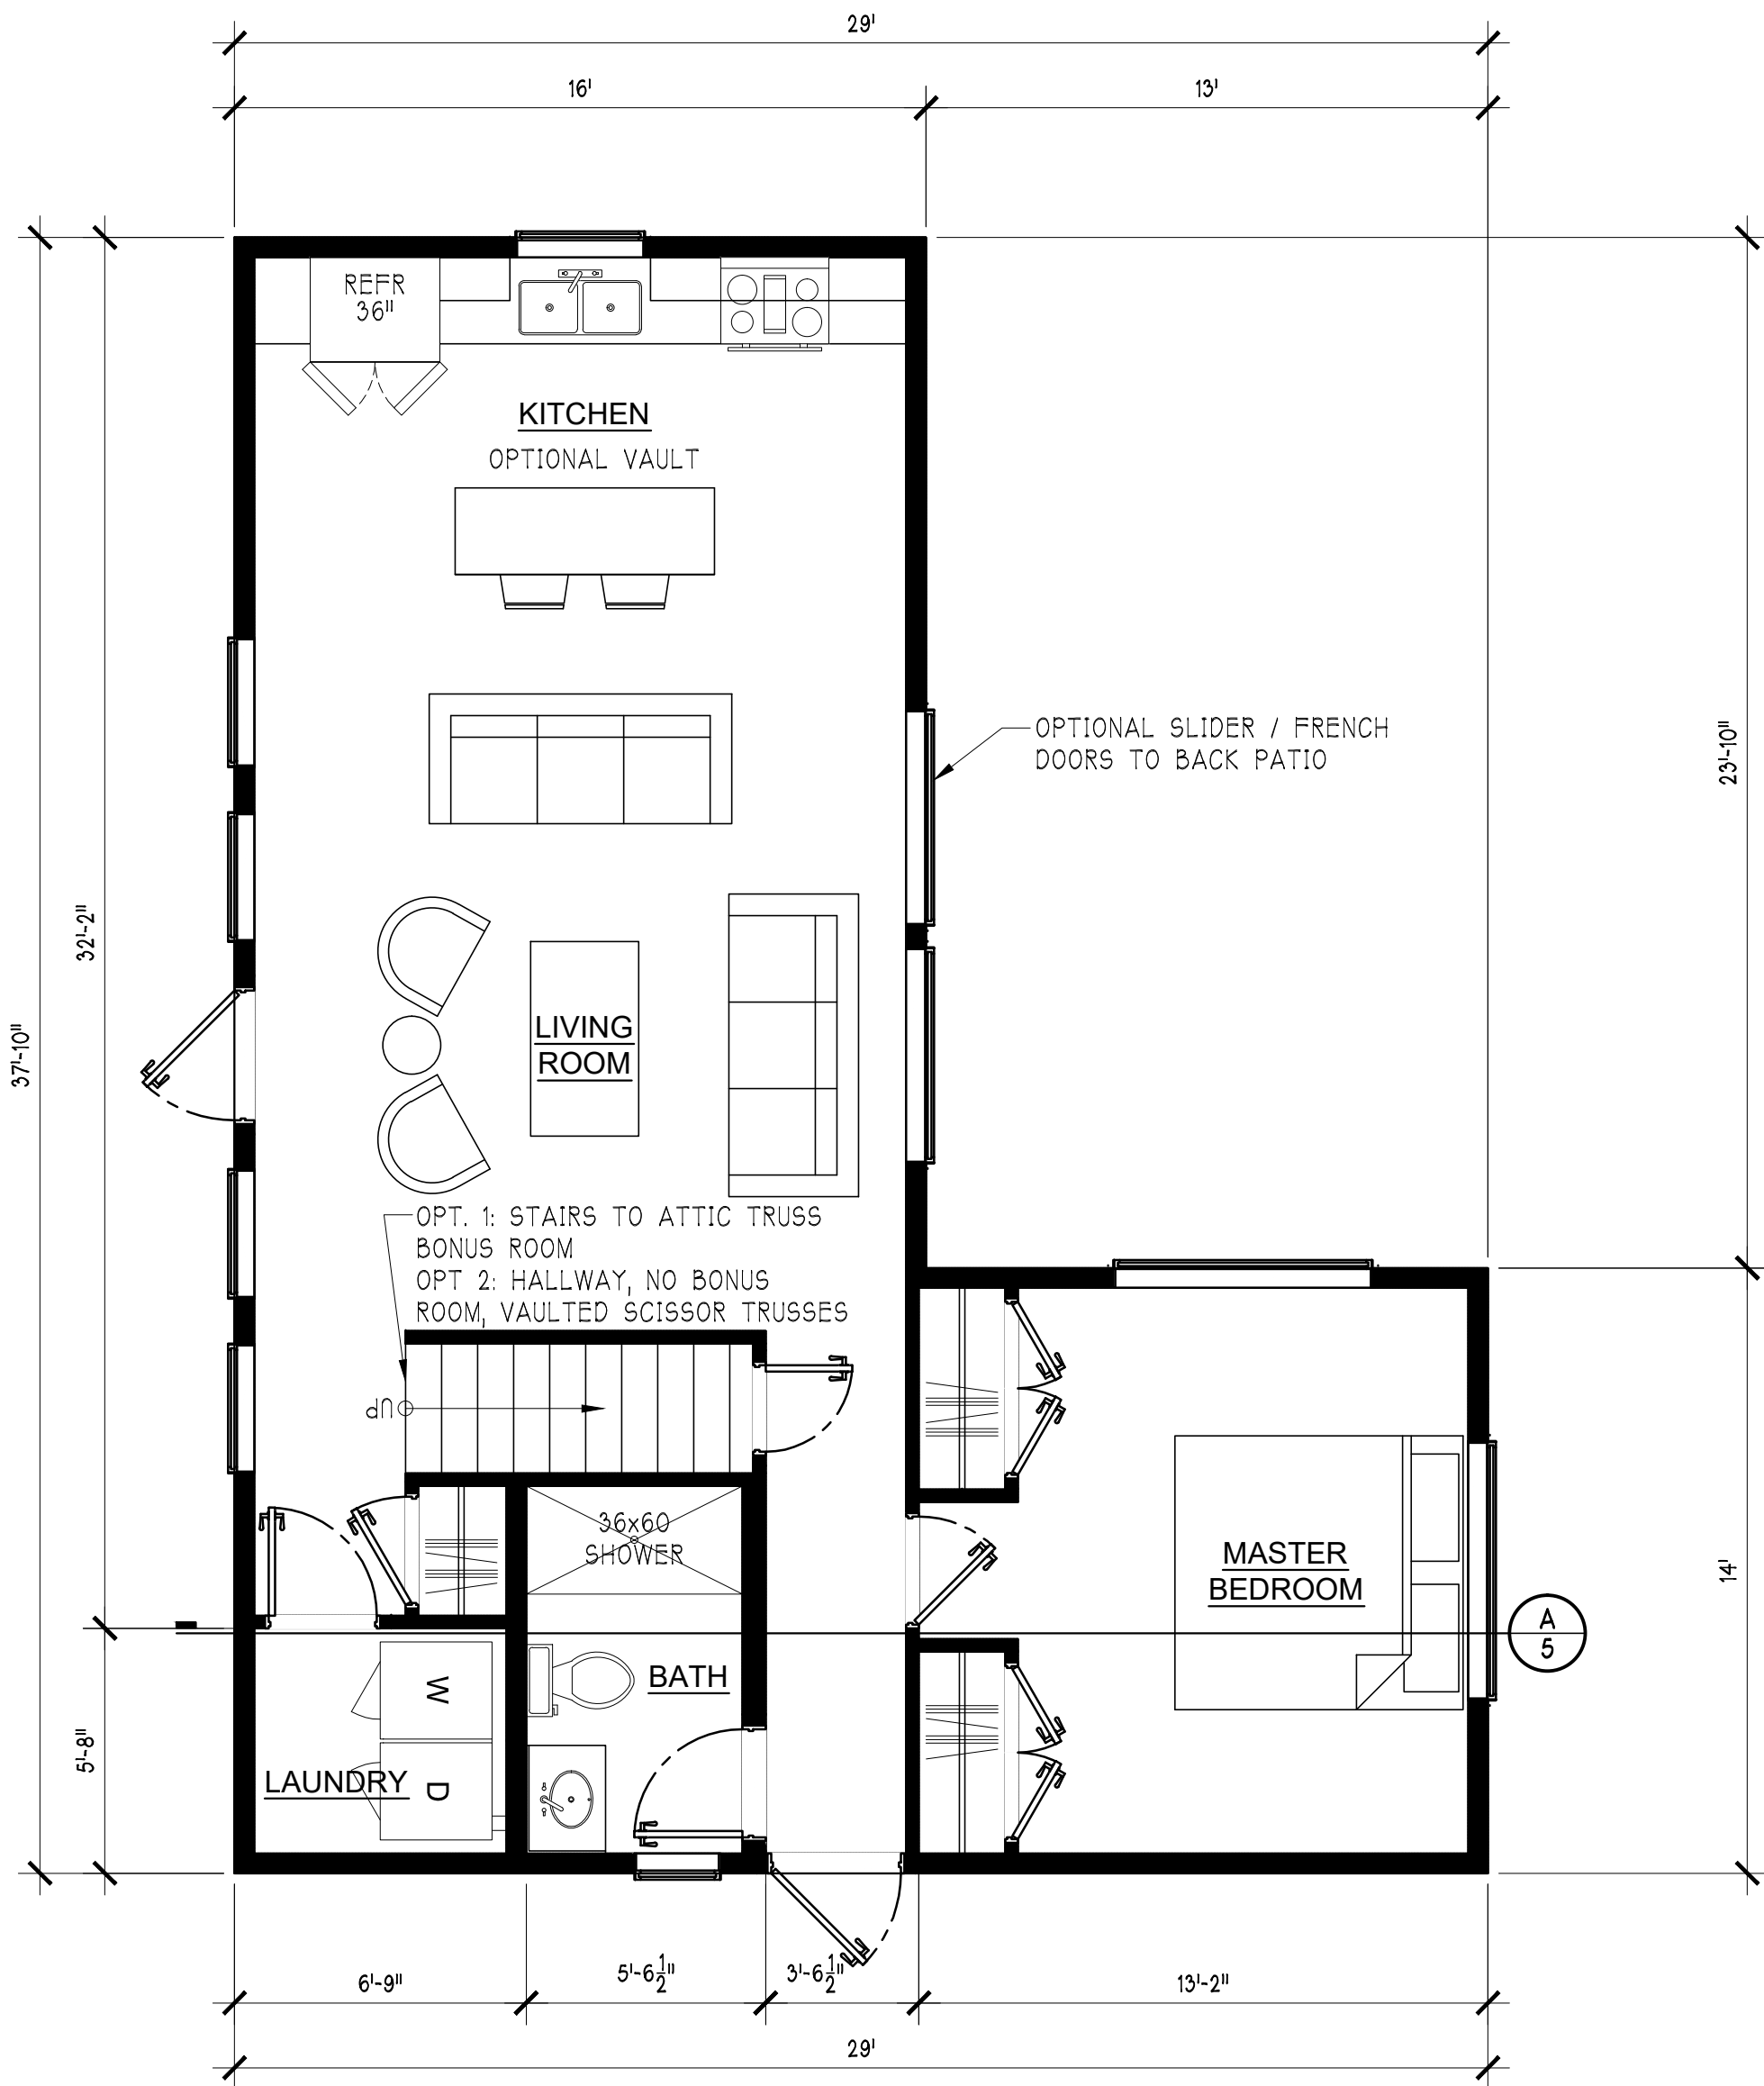 29'
16'
13'
REFR
36"
KITCHEN
OPTIONAL VAULT
OPTIONAL SLIDER / FRENCH
DOORS TO BACK PATIO
23'-10"
32'-2"
37'-10"
LIVING
ROOM
OPT. 1: STAIRS TO ATTIC TRUSS
BONUS ROOM
OPT 2: HALLWAY, NO BONUS
ROOM, VAULTED SCISSOR TRUSSES
UP
36x60
SHOWER
MASTER
BEDROOM
14'
A
5
BATH
W
D
LAUNDRY
5'-8"
6'-9"
5'-6 1/2"
3'-6 1/2"
13'-2"
29'